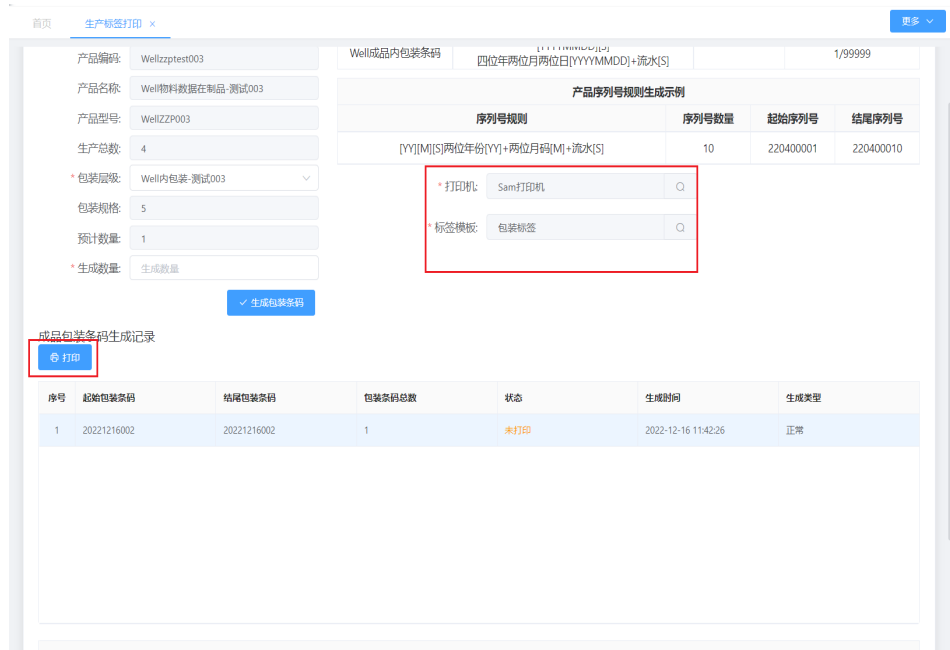 首页
生产标签打印 ×
更多
产品编码: Wellzzptest003
产品名称: Well物料数据在制品-测试003
产品型号: WellZZP003
生产总数: 4
* 包装层级: Well内包装-测试003
包装规格: 5
预计数量: 1
* 生成数量: 生成数量
生成包装条码
Well成品内包装条码
[YYYYMMDD][S]
四位年两位月两位日[YYYYMMDD]+流水[S]
1/99999
产品序列号规则生成示例
序列号规则 序列号数量 起始序列号 结尾序列号
[YY][M][S]两位年份[YY]+两位月码[M]+流水[S] 10 220400001 220400010
* 打印机: Sam打印机
* 标签模板: 包装标签
成品包装条码生成记录
打印
序号 起始包装条码 结尾包装条码 包装条码总数 状态 生成时间 生成类型
1 20221216002 20221216002 1 未打印 2022-12-16 11:42:26 正常